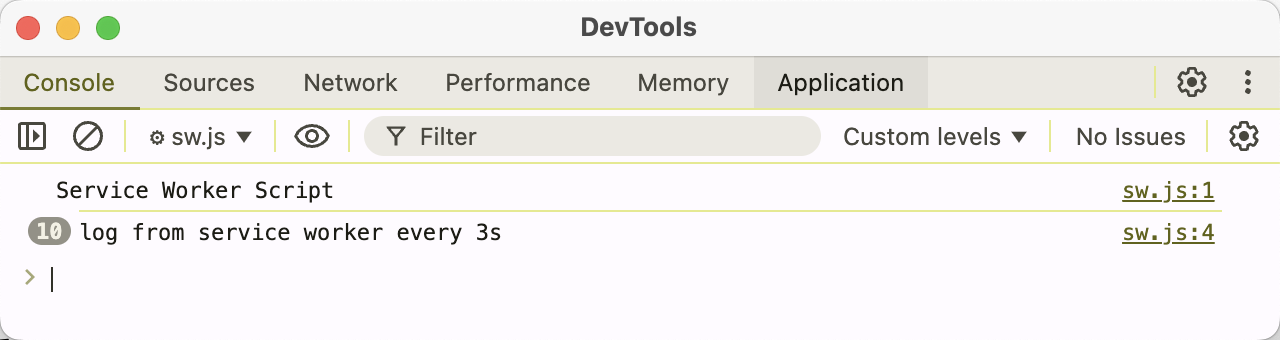 DevTools
Console Sources Network Performance Memory Application
sw.js Filter Custom levels No Issues
Service Worker Script sw.js:1
10 log from service worker every 3s sw.js:4